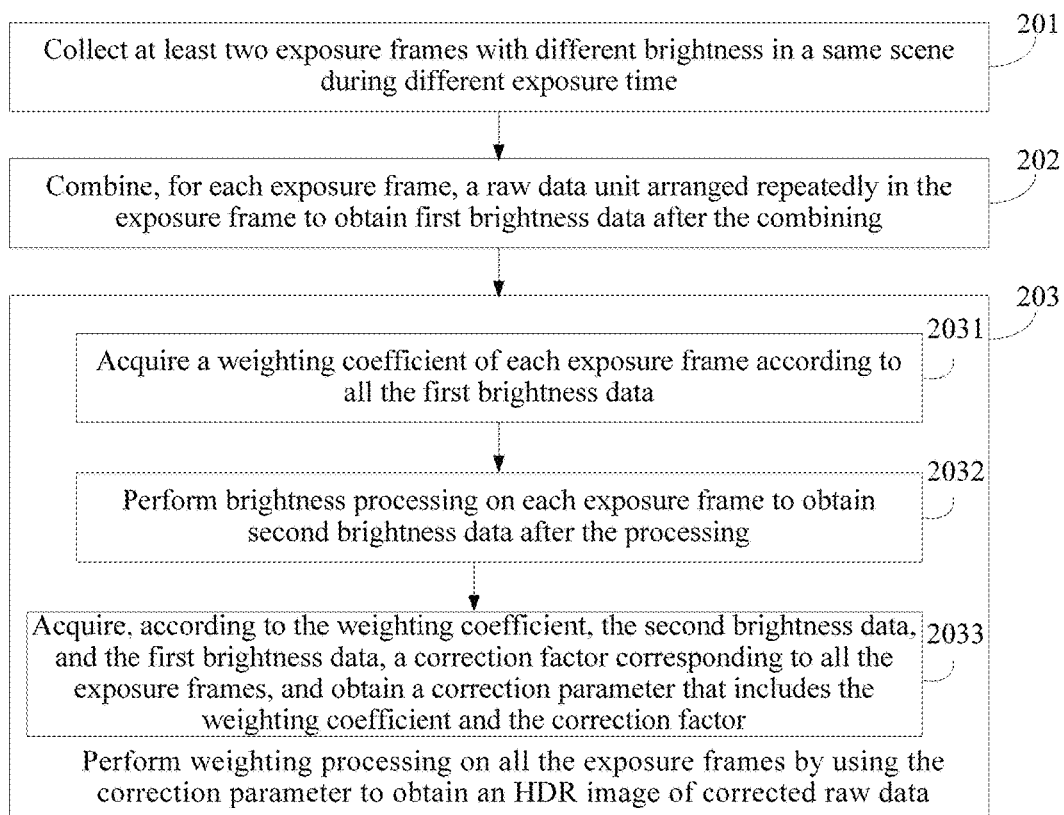 201
Collect at least two exposure frames with different brightness in a same scene
during different exposure time
202
Combine, for each exposure frame, a raw data unit arranged repeatedly in the
exposure frame to obtain first brightness data after the combining
203
2031
Acquire a weighting coefficient of each exposure frame according to
all the first brightness data
2032
Perform brightness processing on each exposure frame to obtain
second brightness data after the processing
2033
Acquire, according to the weighting coefficient, the second brightness data,
and the first brightness data, a correction factor corresponding to all the
exposure frames, and obtain a correction parameter that includes the
weighting coefficient and the correction factor
Perform weighting processing on all the exposure frames by using the
correction parameter to obtain an HDR image of corrected raw data